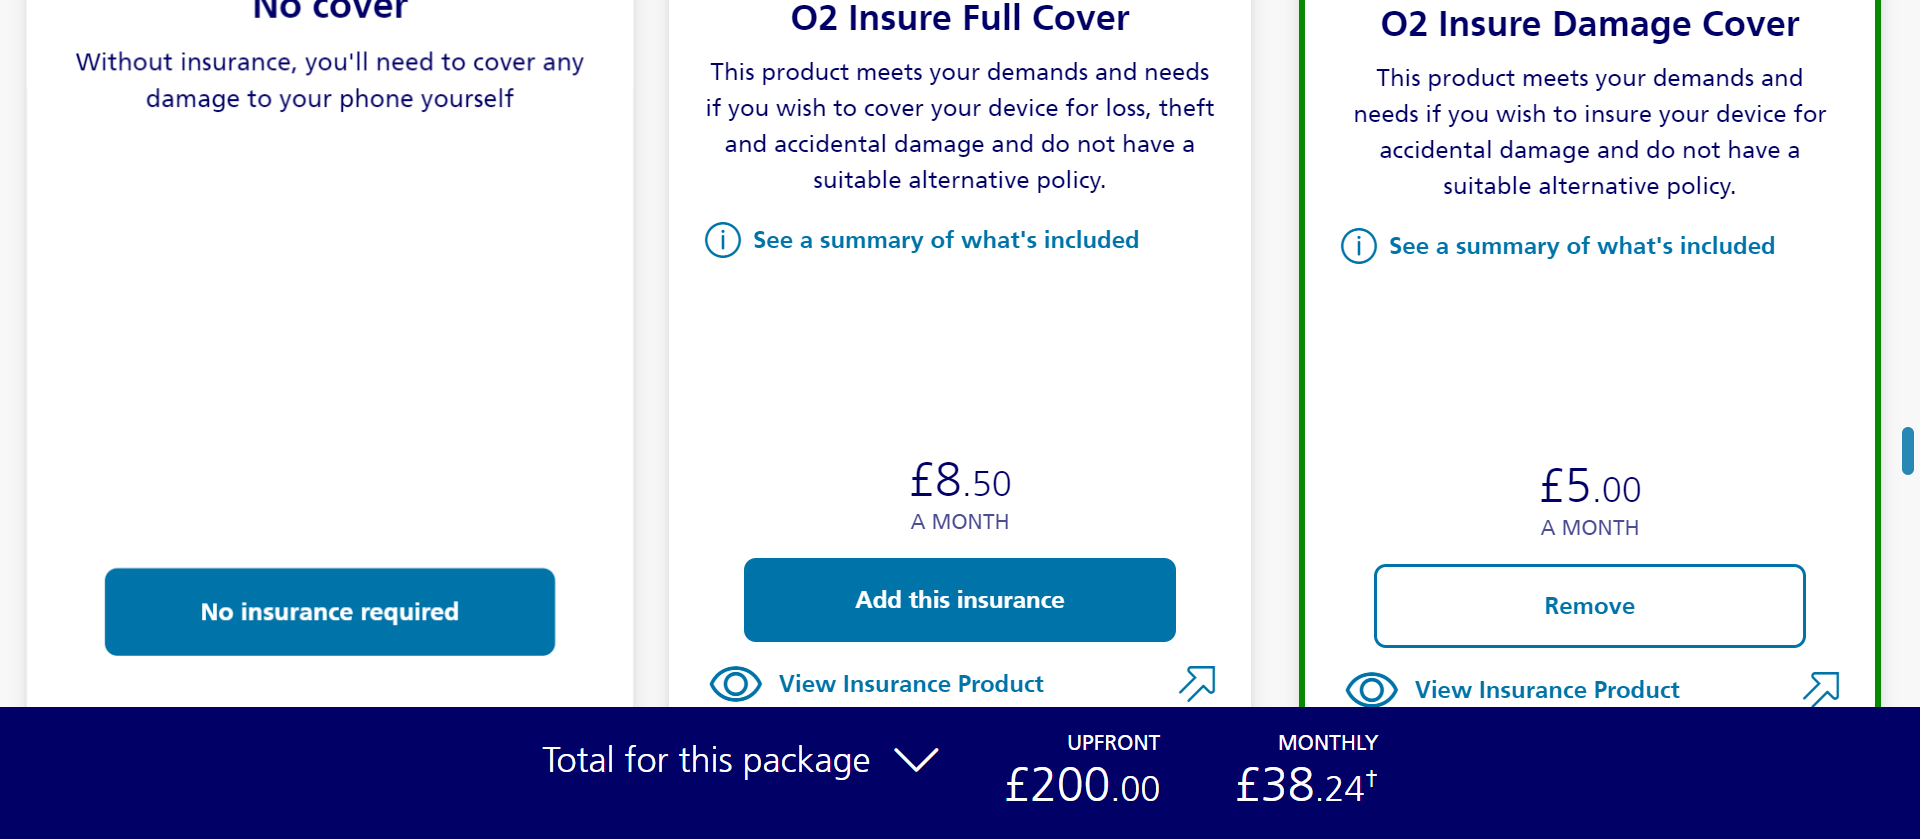 No cover
Without insurance, you'll need to cover any
damage to your phone yourself
No insurance required
O2 Insure Full Cover
This product meets your demands and needs
if you wish to cover your device for loss, theft
and accidental damage and do not have a
suitable alternative policy.
See a summary of what's included
£8.50
A MONTH
Add this insurance
View Insurance Product
O2 Insure Damage Cover
This product meets your demands and
needs if you wish to insure your device for
accidental damage and do not have a
suitable alternative policy.
See a summary of what's included
£5.00
A MONTH
Remove
View Insurance Product
Total for this package
UPFRONT
£200.00
MONTHLY
£38.24†